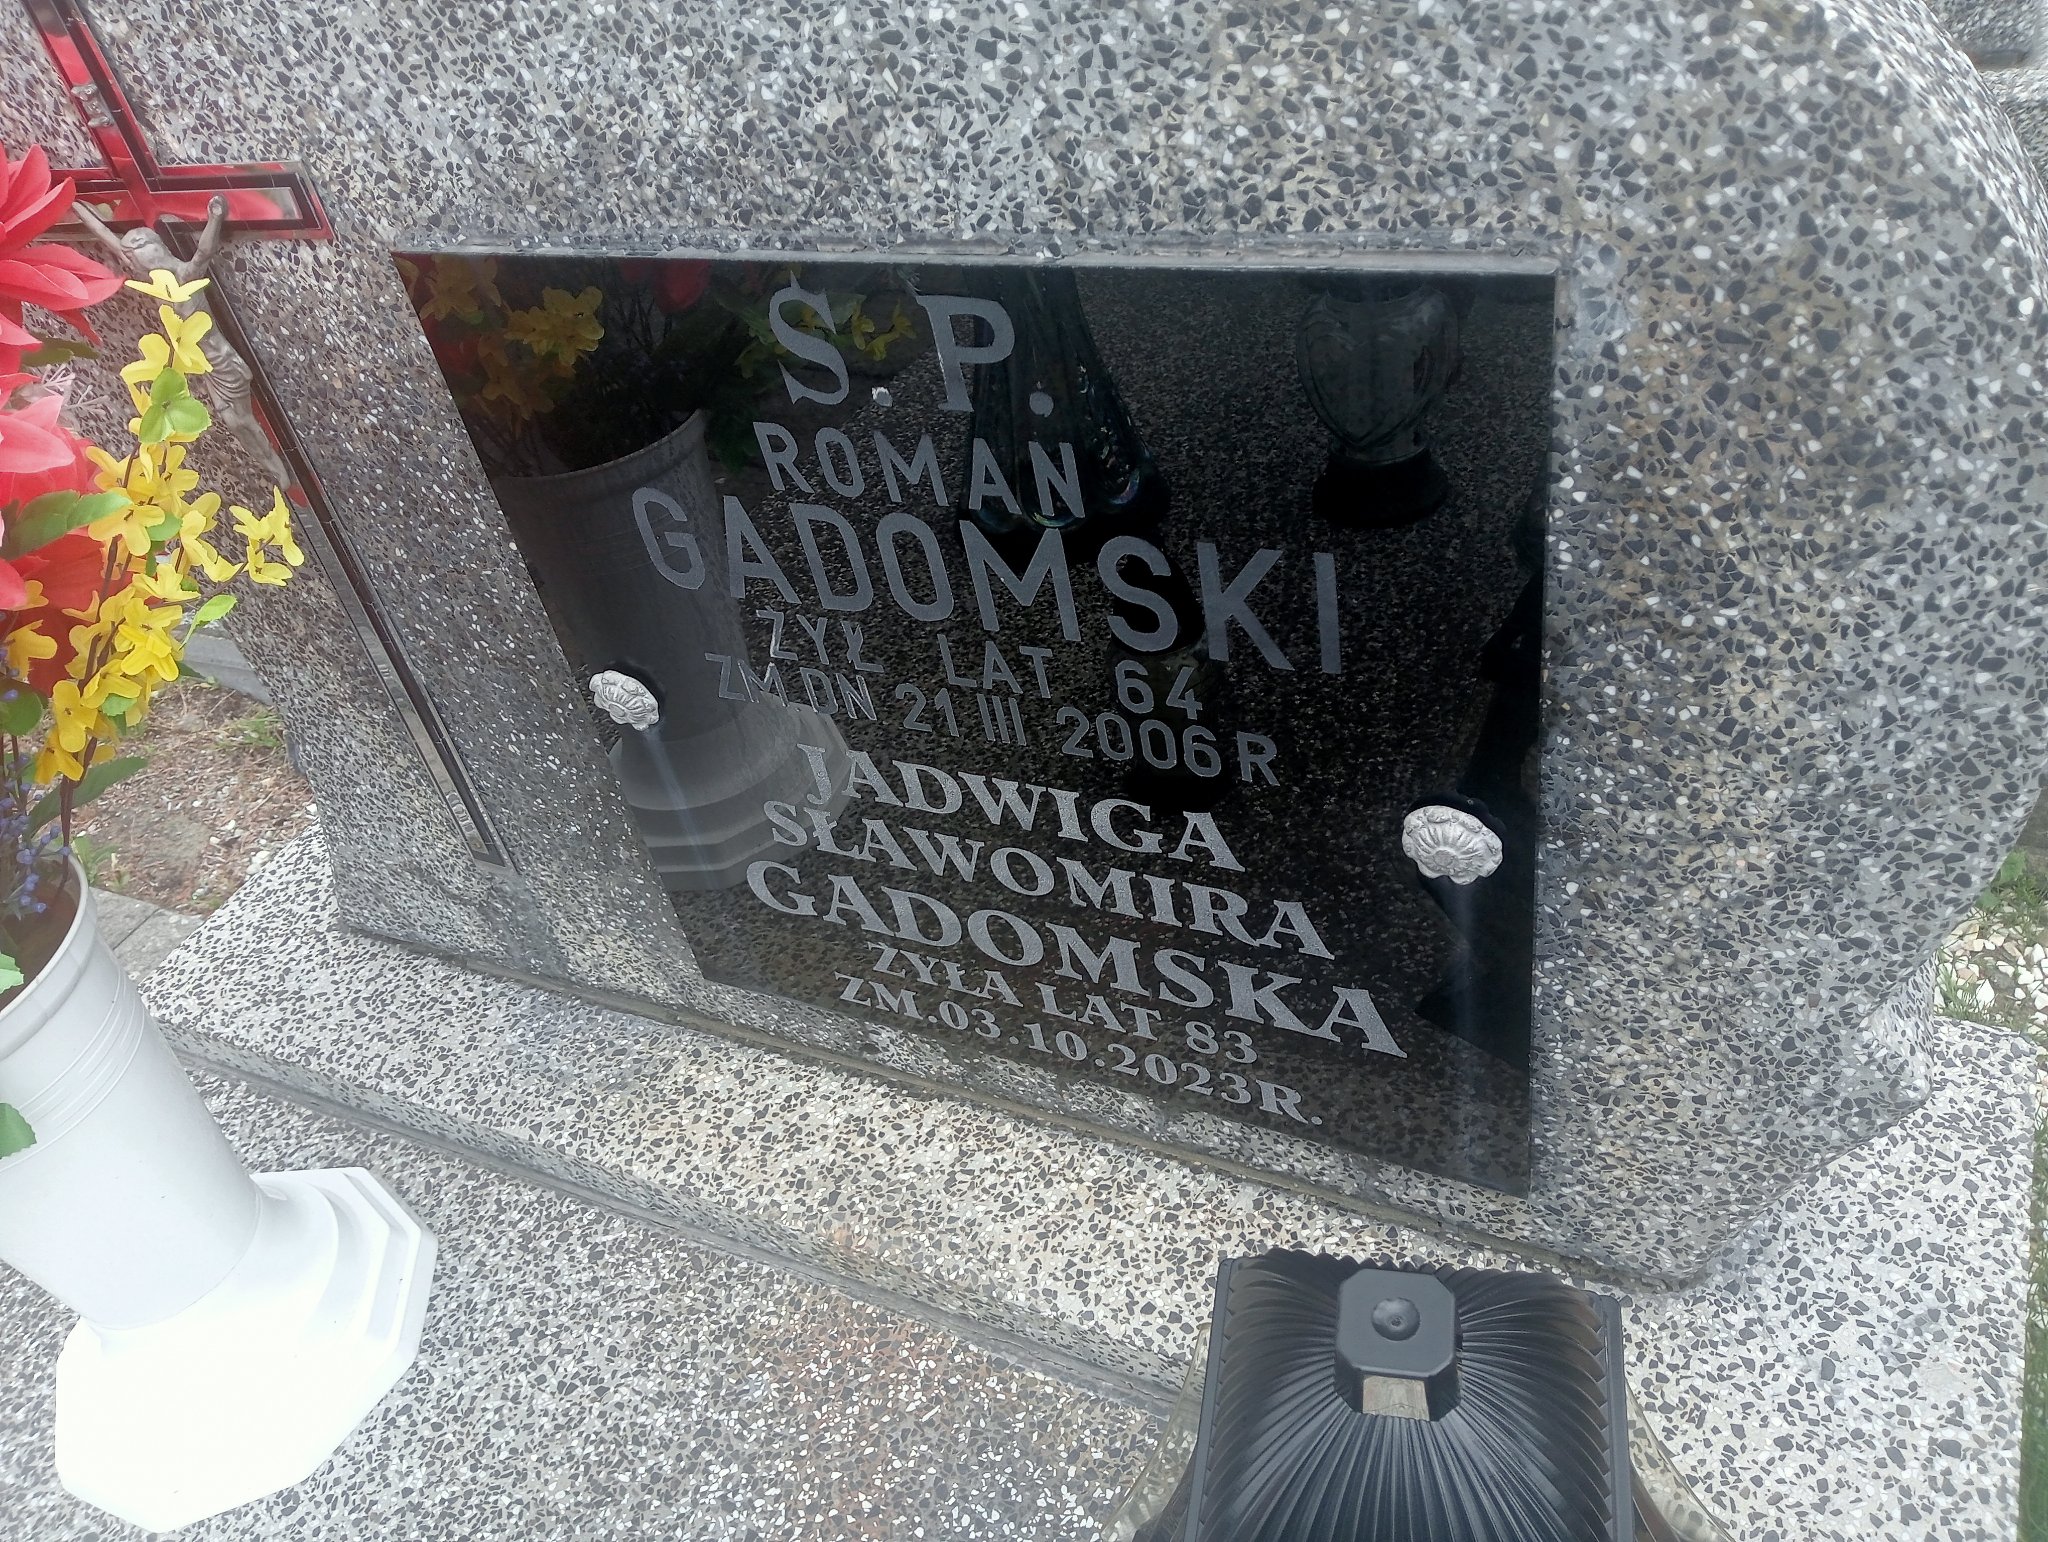 Ś.P.
ROMAN
GADOMSKI
ŻYŁ LAT 64
ZM.DN 21 III 2006 R
JADWIGA
SŁAWOMIRA
GADOMSKA
ŻYŁA LAT 83
ZM.03.10.2023R.